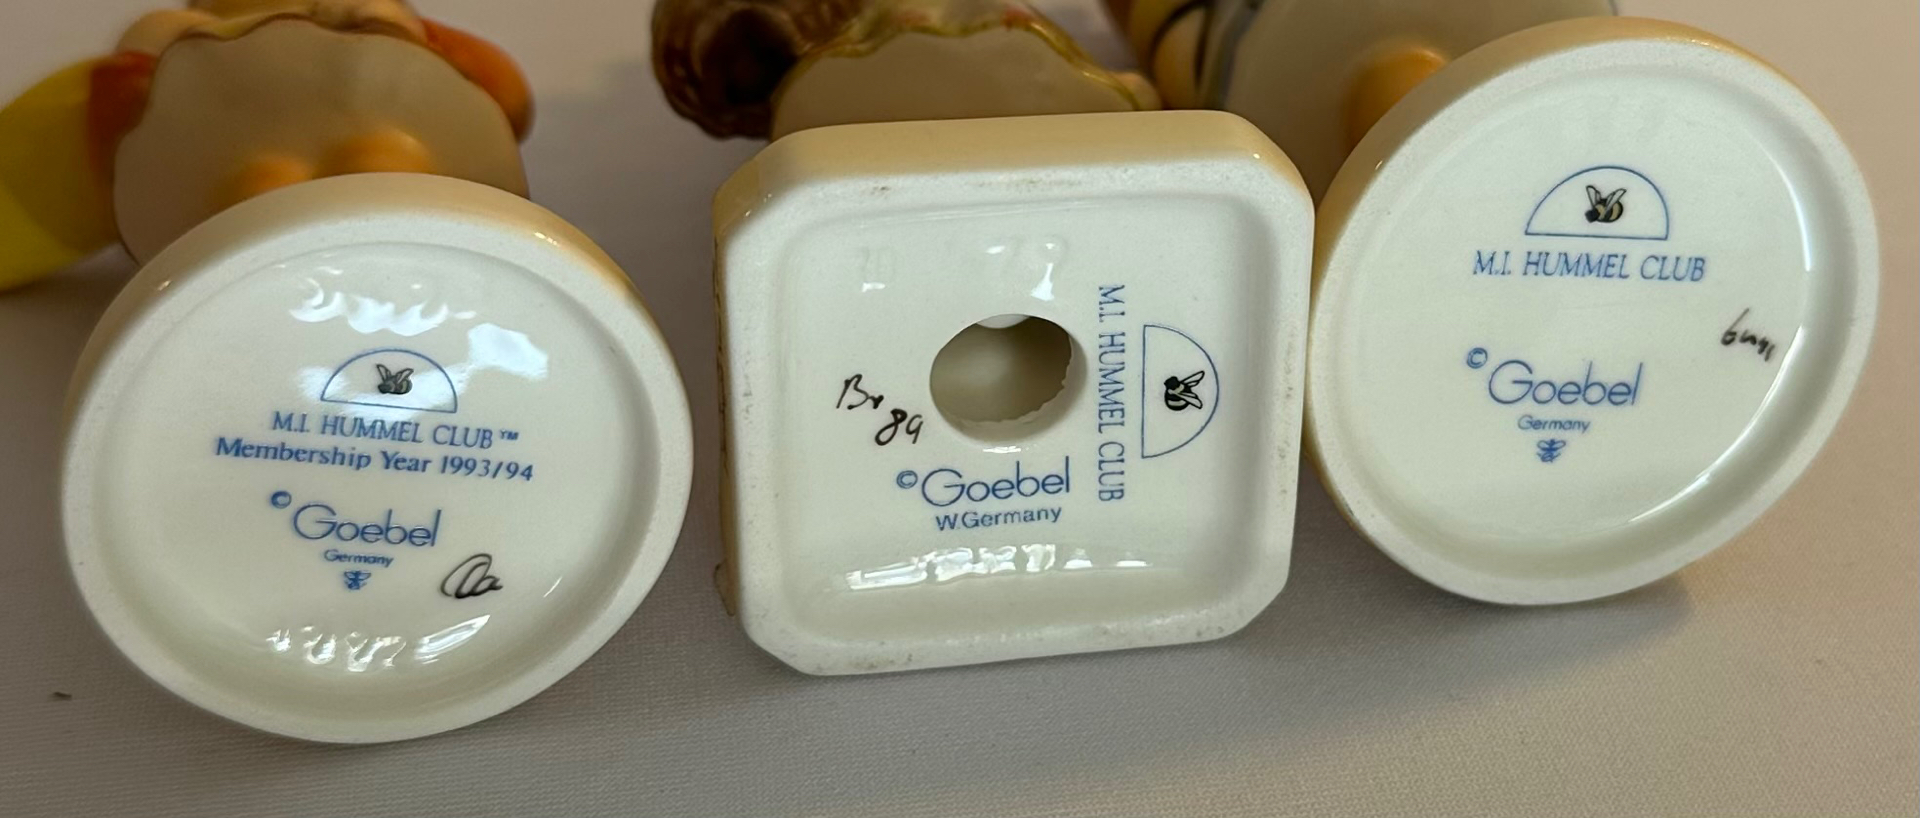 M.I. HUMMEL CLUB™
Membership Year 1993/94
© Goebel
Germany
M.I. HUMMEL CLUB
Br
89
© Goebel
W.Germany
M.I. HUMMEL CLUB
© Goebel
Germany